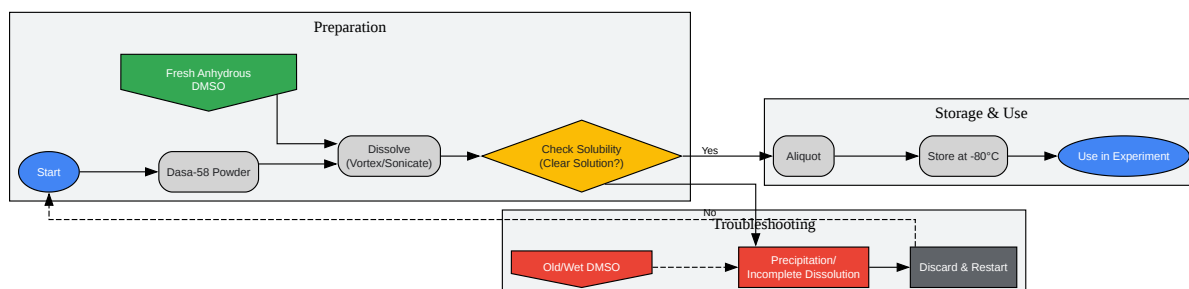 Preparation
Fresh Anhydrous
DMSO
Start
Dasa-58 Powder
Dissolve
(Vortex/Sonicate)
Check Solubility
(Clear Solution?)
Yes
No
Storage & Use
Aliquot
Store at -80°C
Use in Experiment
Troubleshooting
Old/Wet DMSO
Precipitation/
Incomplete Dissolution
Discard & Restart